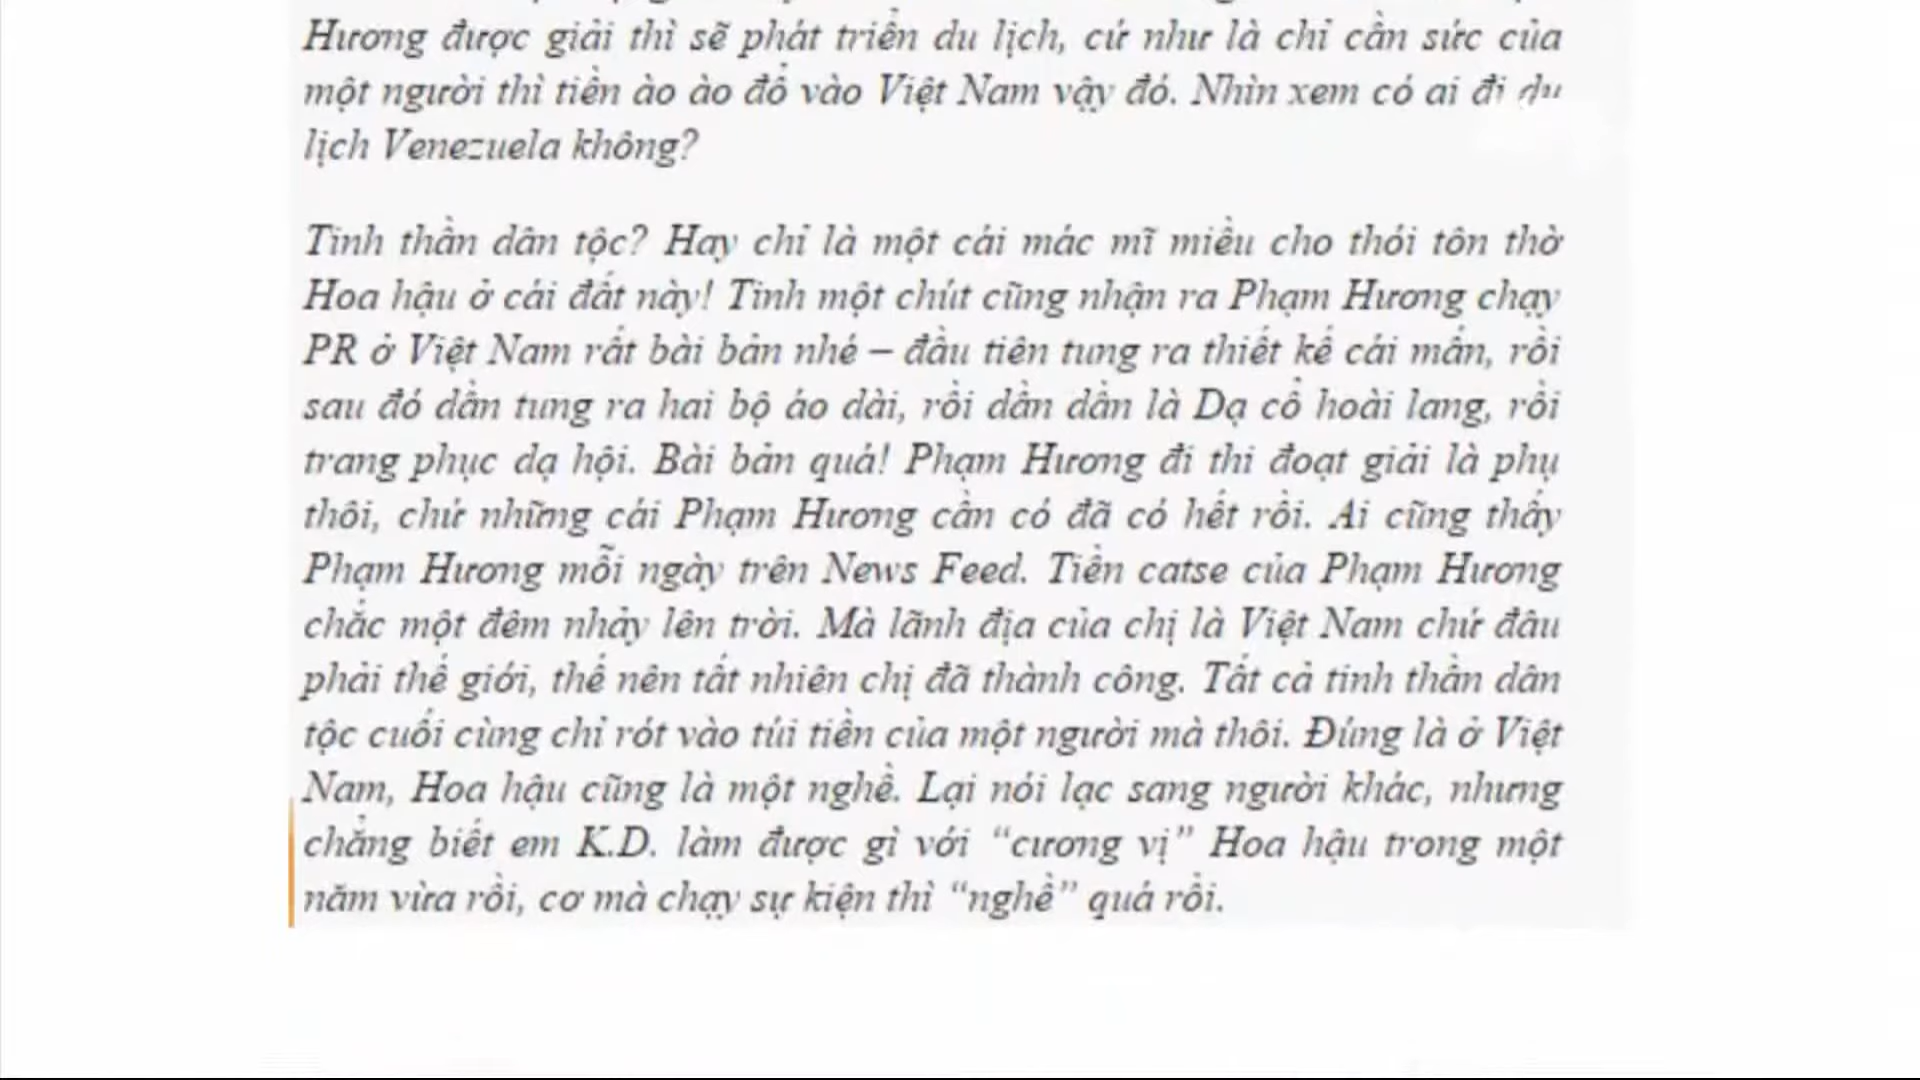 Hương được giải thì sẽ phát triển du lịch, cứ như là chỉ cần sức của
một người thì tiền ào ào đổ vào Việt Nam vậy đó. Nhìn xem có ai đi du
lịch Venezuela không?
Tinh thần dân tộc? Hay chỉ là một cái mác mĩ miều cho thói tôn thờ
Hoa hậu ở cái đất này! Tinh một chút cũng nhận ra Phạm Hương chạy
PR ở Việt Nam rất bài bản nhé – đầu tiên tung ra thiết kế cái mấn, rồi
sau đó dần tung ra hai bộ áo dài, rồi dần dần là Dạ cổ hoài lang, rồi
trang phục dạ hội. Bài bản quá! Phạm Hương đi thi đoạt giải là phụ
thôi, chứ những cái Phạm Hương cần có đã có hết rồi. Ai cũng thấy
Phạm Hương mỗi ngày trên News Feed. Tiền catse của Phạm Hương
chắc một đêm nhảy lên trời. Mà lãnh địa của chị là Việt Nam chứ đâu
phải thế giới, thế nên tất nhiên chị đã thành công. Tất cả tinh thần dân
tộc cuối cùng chỉ rót vào túi tiền của một người mà thôi. Đúng là ở Việt
Nam, Hoa hậu cũng là một nghề. Lại nói lạc sang người khác, nhưng
chẳng biết em K.D. làm được gì với “cương vị” Hoa hậu trong một
năm vừa rồi, cơ mà chạy sự kiện thì “nghề” quá rồi.